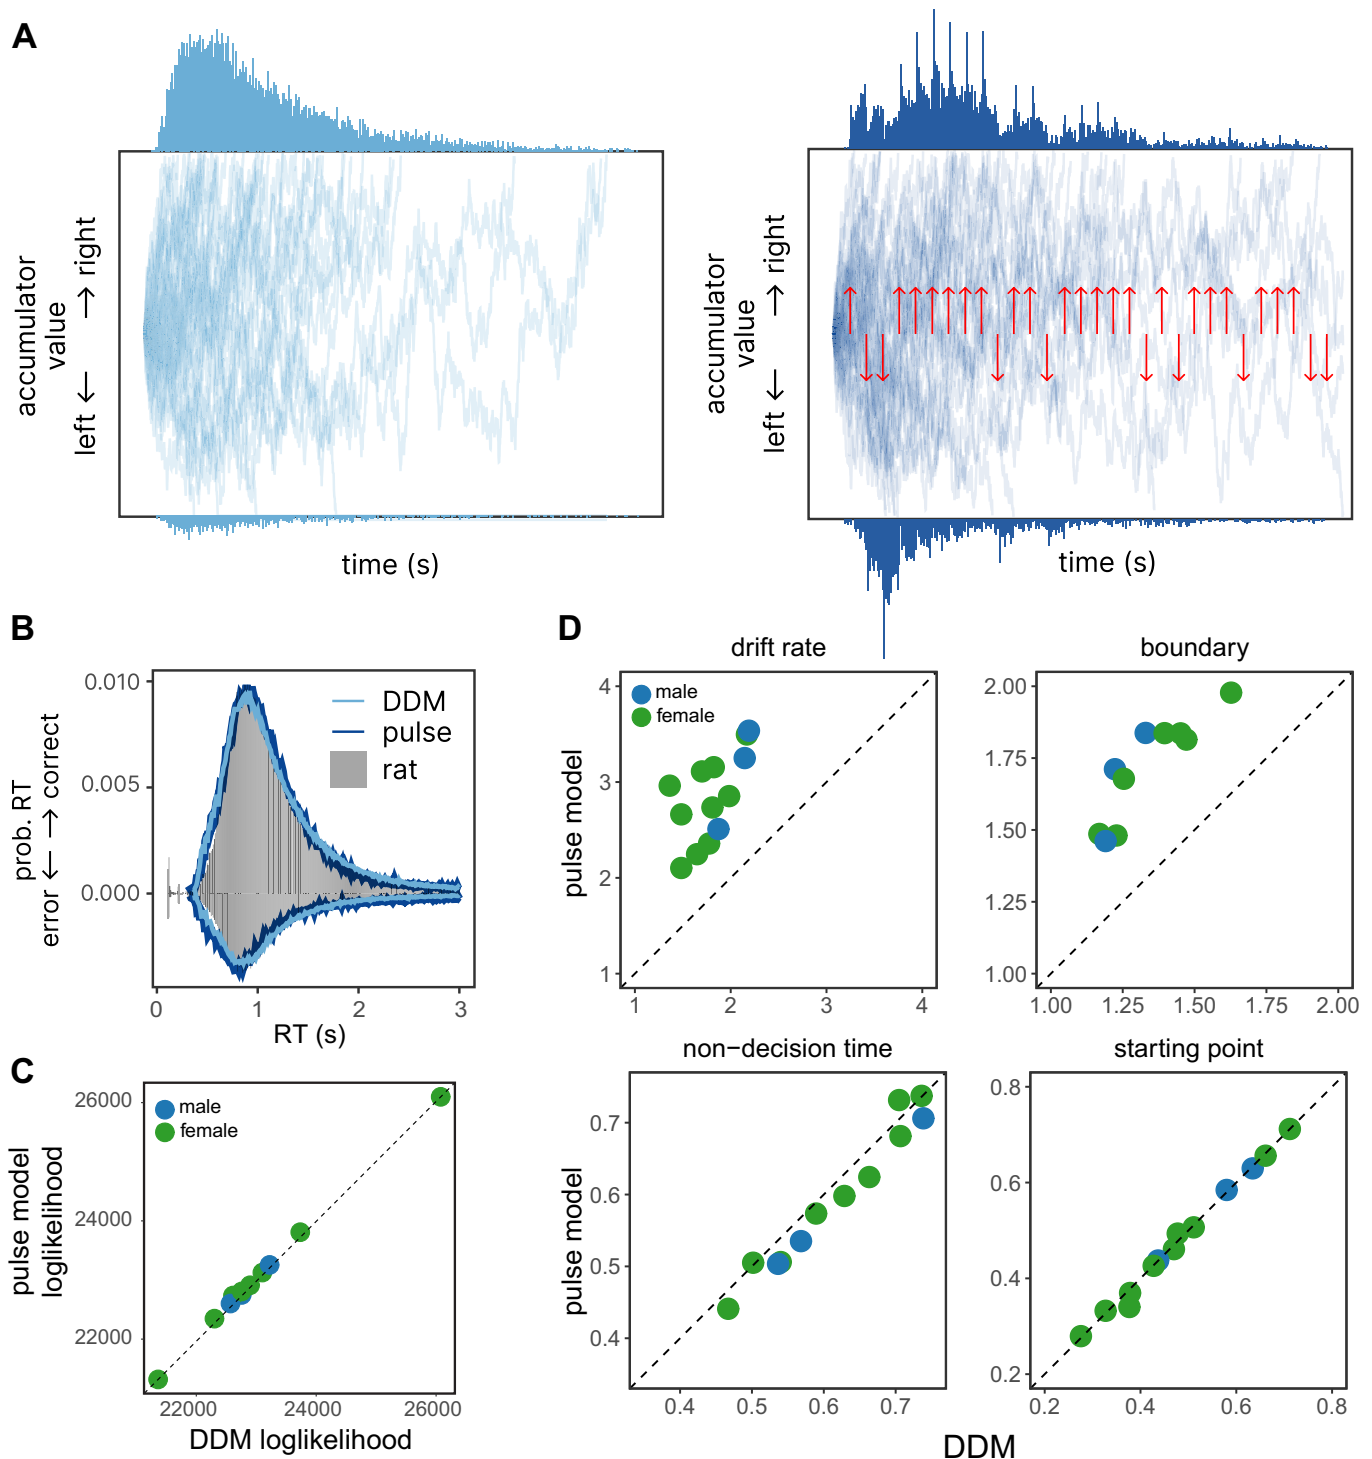 A
accumulator
value
left ← → right
time (s)
accumulator
value
left ← → right
time (s)
B
prob. RT
error ← → correct
0.010
0.005
0.000
DDM
pulse
rat
0
1
2
3
RT (s)
C
pulse model
loglikelihood
26000
24000
22000
male
female
22000
24000
26000
DDM loglikelihood
D
drift rate
pulse model
4
3
2
1
male
female
1
2
3
4
boundary
2.00
1.75
1.50
1.25
1.00
1.00
1.25
1.50
1.75
2.00
non−decision time
pulse model
0.7
0.6
0.5
0.4
0.4
0.5
0.6
0.7
starting point
0.8
0.6
0.4
0.2
0.2
0.4
0.6
0.8
DDM